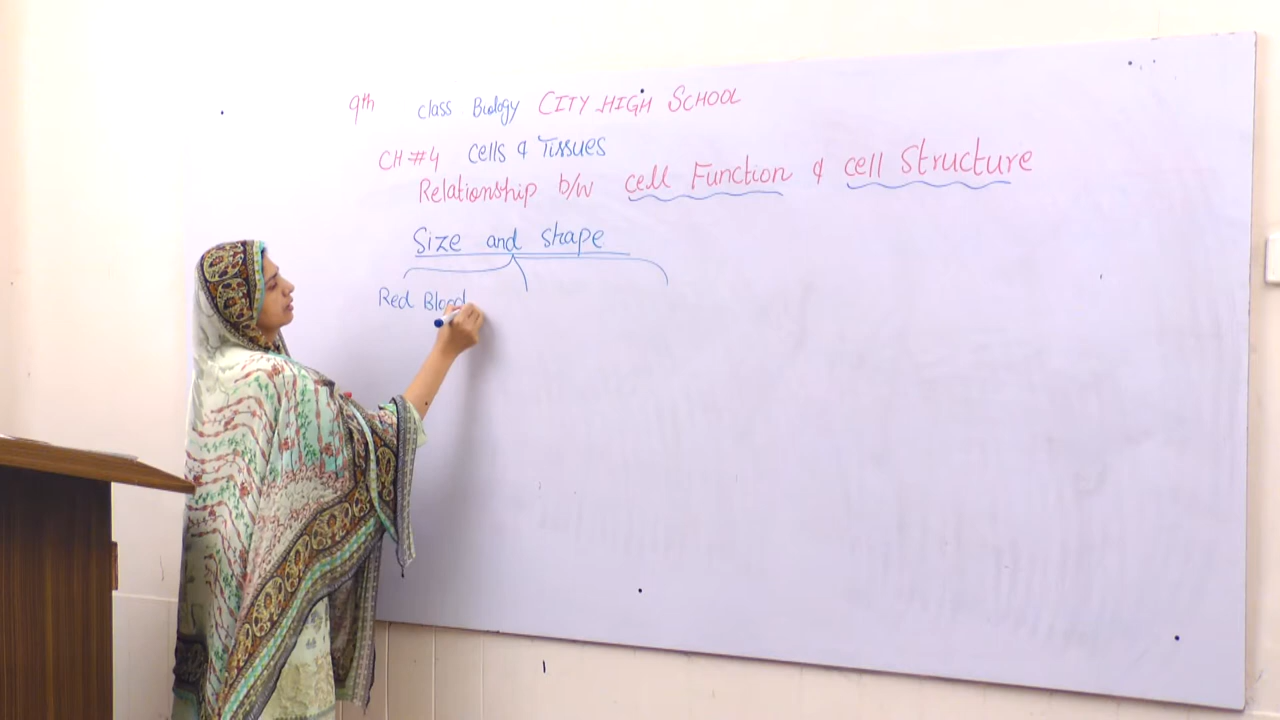 9th class Biology CITY HIGH SCHOOL
CH#4 cells & Tissues
Relationship b/w cell Function & cell Structure
Size and shape
Red Blood